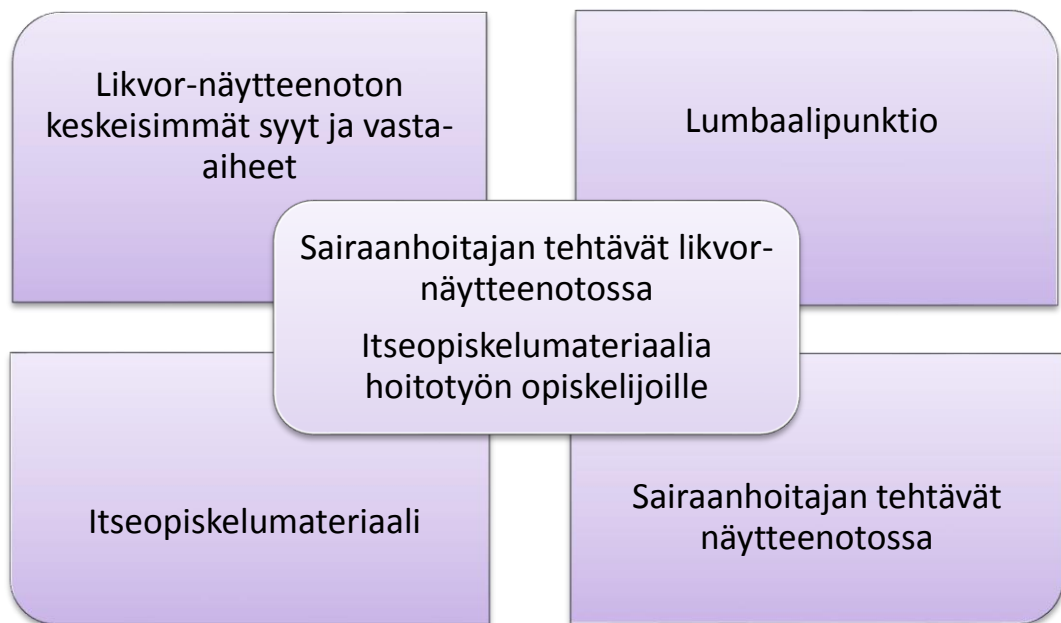 Likvor-näytteenoton
keskeisimmät syyt ja vasta-
aiheet
Lumbaalipunktio
Sairaanhoitajan tehtävät likvor-
näytteenotossa
Itseopiskelumateriaalia
hoitotyön opiskelijoille
Itseopiskelumateriaali
Sairaanhoitajan tehtävät
näytteenotossa